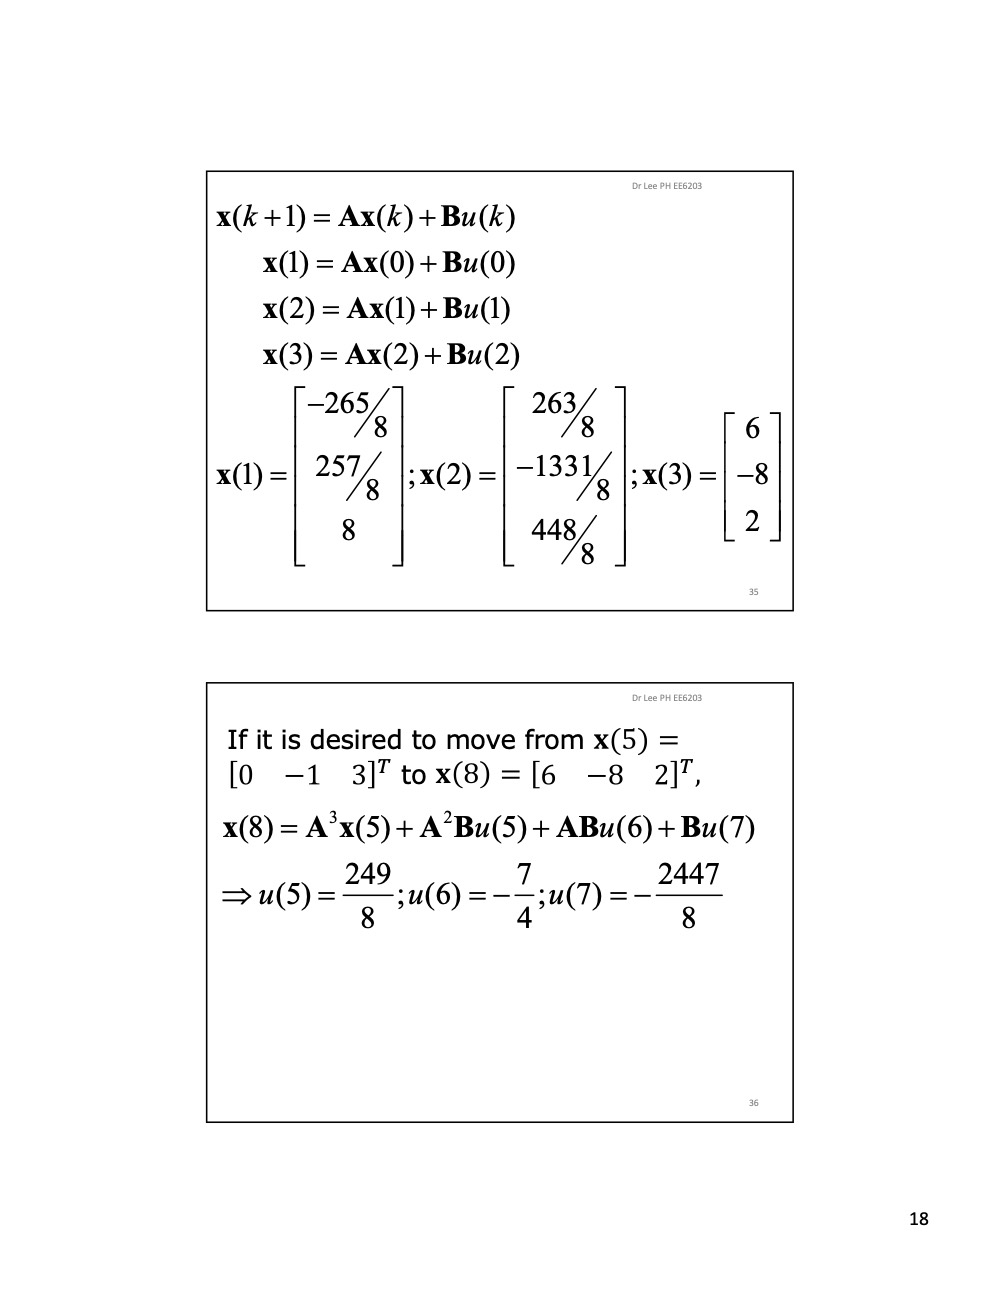 Dr Lee PH EE6203
x(k+1) = Ax(k)+Bu(k)
x(1) = Ax(0)+Bu(0)
x(2) = Ax(1)+Bu(1)
x(3) = Ax(2)+Bu(2)
x(1) = [−265/8 257/8 8]; x(2) = [263/8 −1331/8 448/8]; x(3) = [6 −8 2]
35
Dr Lee PH EE6203
If it is desired to move from x(5) =
[0 −1 3]ᵀ to x(8) = [6 −8 2]ᵀ,
x(8) = A³x(5)+A²Bu(5)+ABu(6)+Bu(7)
⇒ u(5) = 249/8; u(6) = −7/4; u(7) = −2447/8
36
18